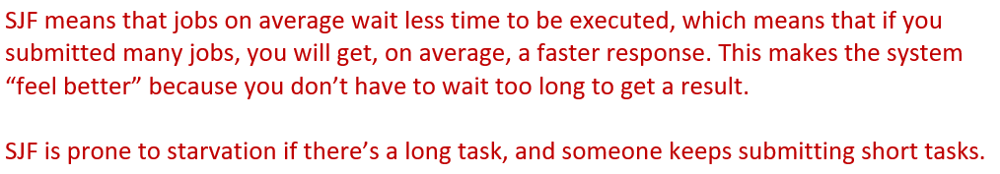 SJF means that jobs on average wait less time to be executed, which means that if you
submitted many jobs, you will get, on average, a faster response. This makes the system
“feel better” because you don’t have to wait too long to get a result.
SJF is prone to starvation if there’s a long task, and someone keeps submitting short tasks.